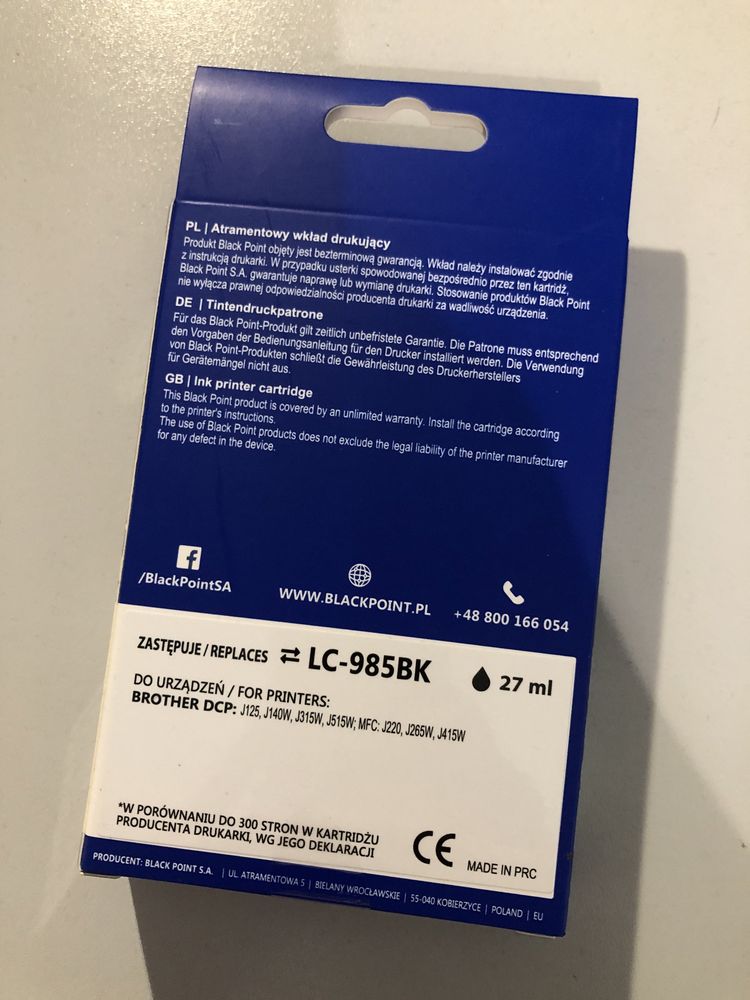 PL | Atramentowy wkład drukujący
Produkt Black Point objęty jest bezterminową gwarancją. Wkład należy instalować zgodnie
z instrukcją drukarki. W przypadku usterki spowodowanej bezpośrednio przez ten kartridż,
Black Point S.A. gwarantuje naprawę lub wymianę drukarki. Stosowanie produktów Black Point
nie wyłącza prawnej odpowiedzialności producenta drukarki za wadliwość urządzenia.
DE | Tintendruckpatrone
Für das Black Point-Produkt gilt zeitlich unbefristete Garantie. Die Patrone muss entsprechend
den Vorgaben der Bedienungsanleitung für den Drucker installiert werden. Die Verwendung
von Black Point-Produkten schließt die Gewährleistung des Druckerherstellers
für Gerätemängel nicht aus.
GB | Ink printer cartridge
This Black Point product is covered by an unlimited warranty. Install the cartridge according
to the printer's instructions.
The use of Black Point products does not exclude the legal liability of the printer manufacturer
for any defect in the device.
/BlackPointSA
WWW.BLACKPOINT.PL
+48 800 166 054
ZASTĘPUJE / REPLACES ⇄ LC-985BK
27 ml
DO URZĄDZEŃ / FOR PRINTERS:
BROTHER DCP: J125, J140W, J315W, J515W; MFC: J220, J265W, J415W
*W PORÓWNANIU DO 300 STRON W KARTRIDŻU
PRODUCENTA DRUKARKI, WG JEGO DEKLARACJI
CE
MADE IN PRC
PRODUCENT: BLACK POINT S.A. | UL. ATRAMENTOWA 5 | BIELANY WROCŁAWSKIE | 55-040 KOBIERZYCE | POLAND | EU